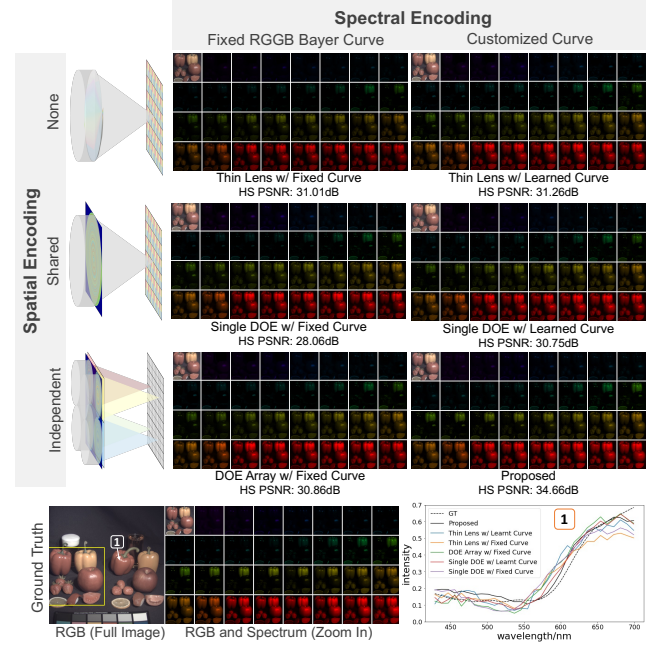 Spectral Encoding
Fixed RGGB Bayer Curve
Customized Curve
Spatial Encoding
None
Thin Lens w/ Fixed Curve
HS PSNR: 31.01dB
Thin Lens w/ Learned Curve
HS PSNR: 31.26dB
Shared
Single DOE w/ Fixed Curve
HS PSNR: 28.06dB
Single DOE w/ Learned Curve
HS PSNR: 30.75dB
Independent
DOE Array w/ Fixed Curve
HS PSNR: 30.86dB
Proposed
HS PSNR: 34.66dB
Ground Truth
1
RGB (Full Image)
RGB and Spectrum (Zoom In)
intensity
0.7
0.6
0.5
0.4
0.3
0.2
0.1
0.0
GT
Proposed
Thin Lens w/ Learnt Curve
Thin Lens w/ Fixed Curve
DOE Array w/ Fixed Curve
Single DOE w/ Learnt Curve
Single DOE w/ Fixed Curve
1
450 500 550 600 650 700
wavelength/nm